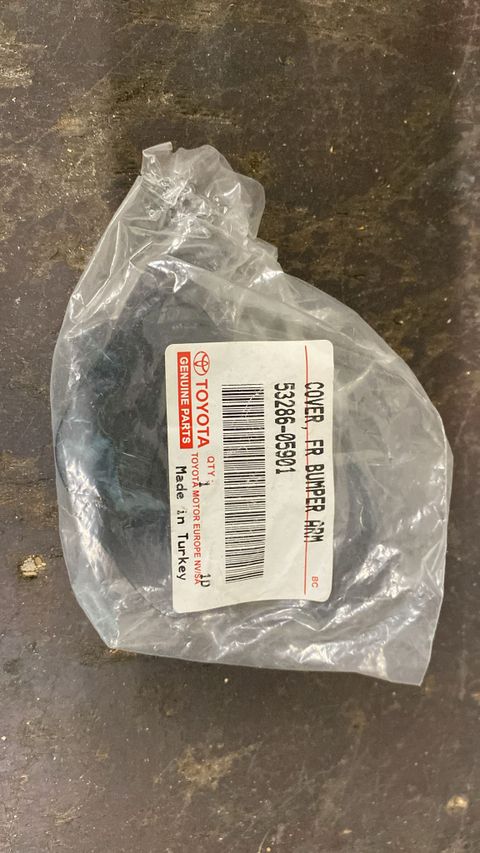 COVER, FR BUMPER ARM
53286-05901
BC
QTY : 1
1D
TOYOTA
GENUINE PARTS
TOYOTA MOTOR EUROPE NV/SA
Made in Turkey